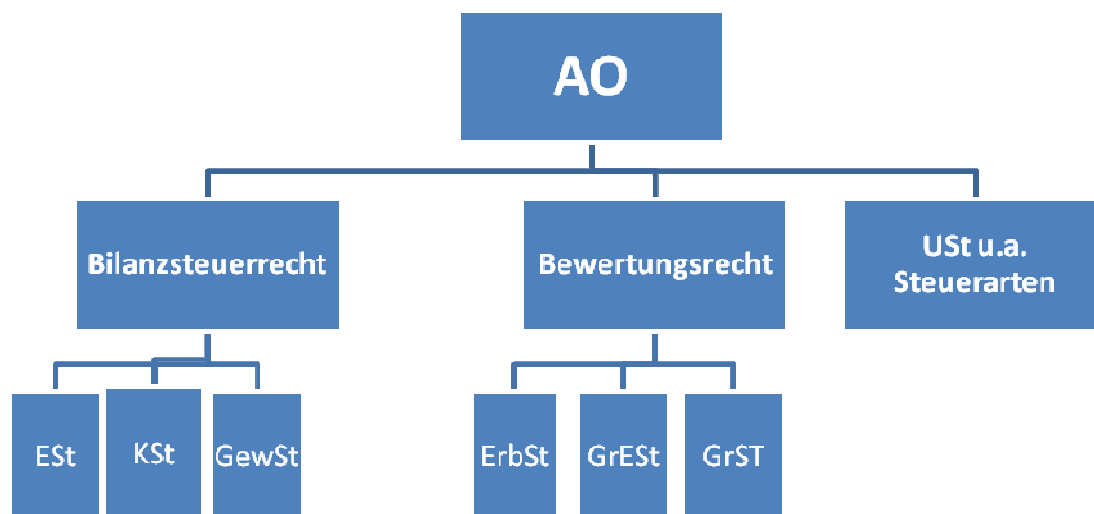 AO
Bilanzsteuerrecht
Bewertungsrecht
USt u.a.
Steuerarten
ESt
KSt
GewSt
ErbSt
GrESt
GrST